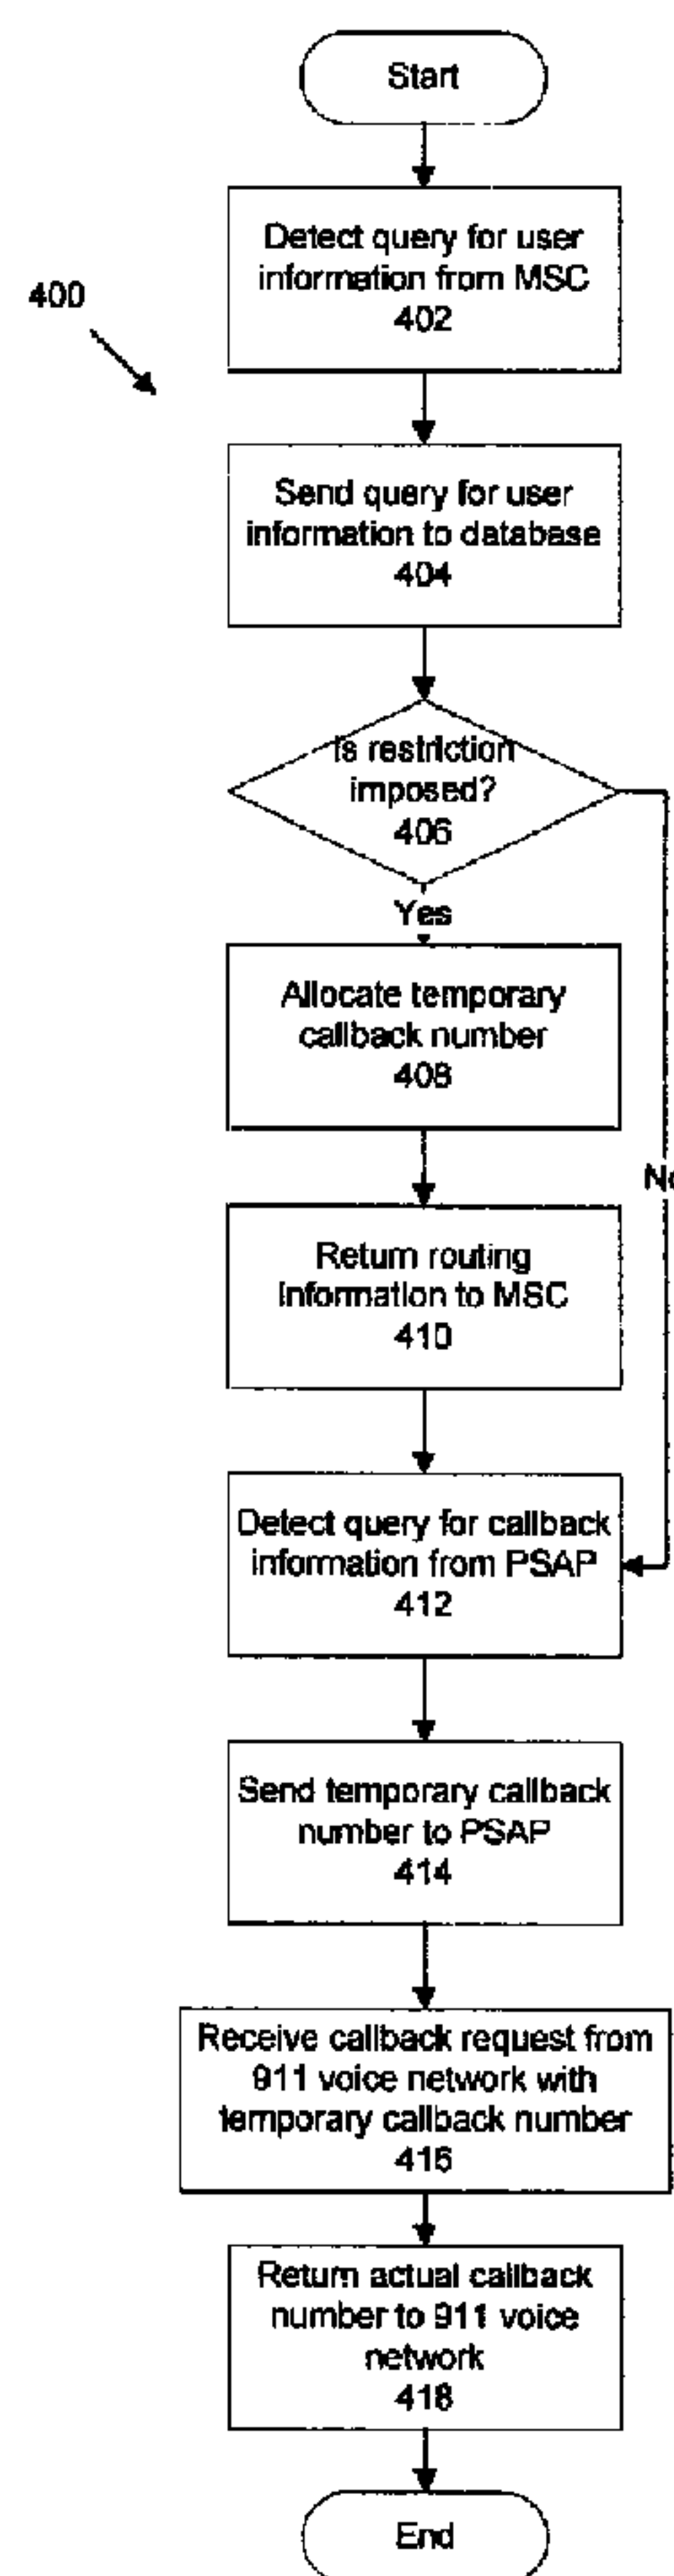 Start
Detect query for user
information from MSC
402
400
Send query for user
information to database
404
Is restriction
imposed?
406
Yes
Allocate temporary
callback number
408
No
Return routing
Information to MSC
410
Detect query for callback
information from PSAP
412
Send temporary callback
number to PSAP
414
Receive callback request from
911 voice network with
temporary callback number
416
Return actual callback
number to 911 voice
network
418
End